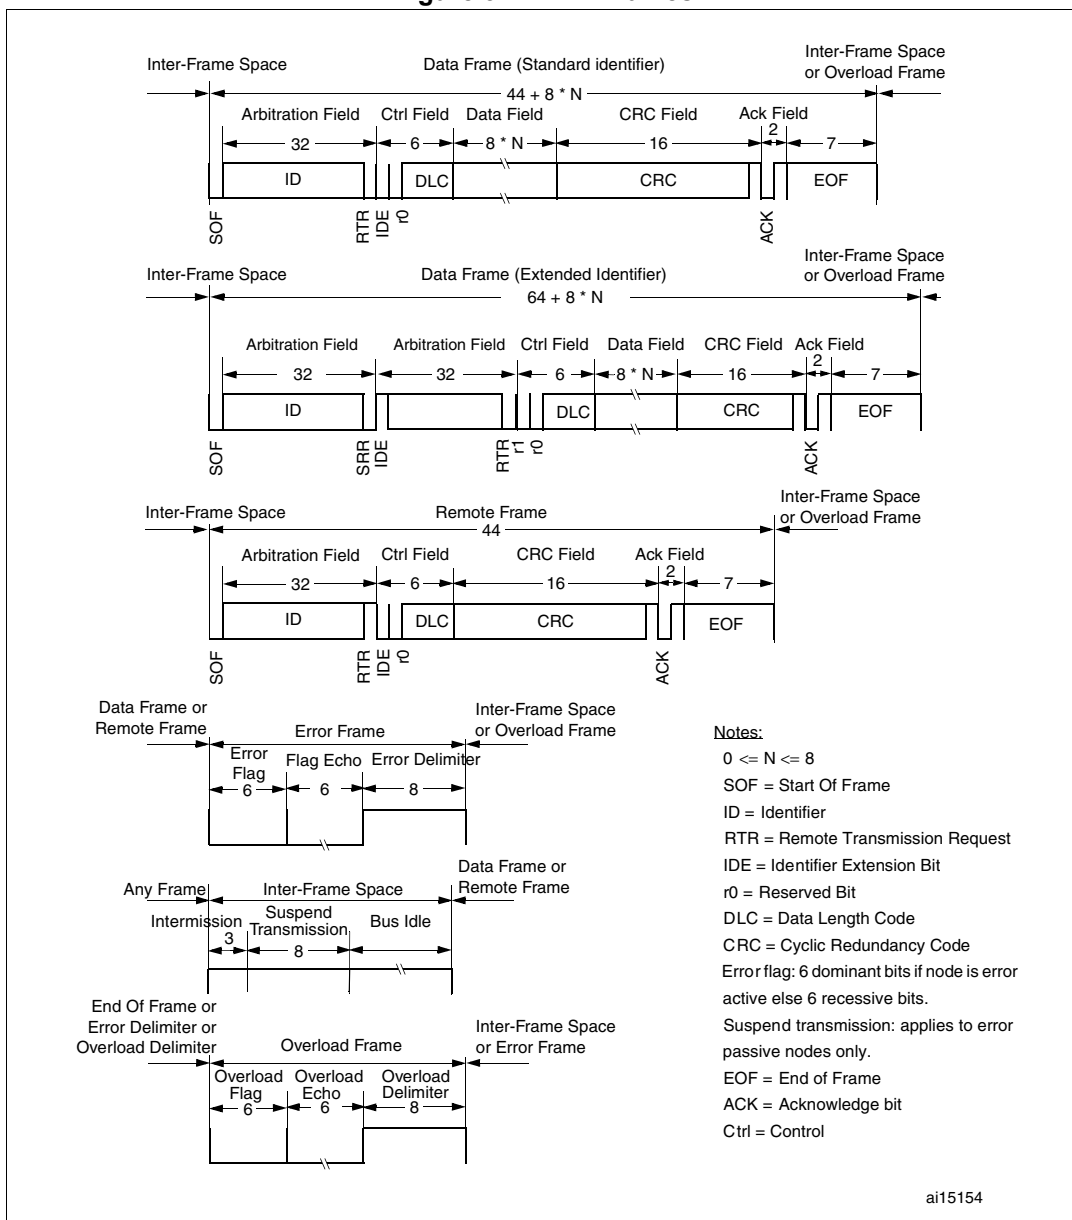 Inter-Frame Space
Data Frame (Standard identifier)
Inter-Frame Space
or Overload Frame
44 + 8 * N
Arbitration Field
Ctrl Field
Data Field
CRC Field
Ack Field
32
6
8 * N
16
2
7
ID
DLC
CRC
EOF
SOF
RTR
IDE
r0
ACK
Inter-Frame Space
Data Frame (Extended Identifier)
Inter-Frame Space
or Overload Frame
64 + 8 * N
Arbitration Field
Arbitration Field
Ctrl Field
Data Field
CRC Field
Ack Field
32
32
6
8 * N
16
2
7
ID
DLC
CRC
EOF
SOF
SRR
IDE
RTR
r1
r0
ACK
Inter-Frame Space
Remote Frame
Inter-Frame Space
or Overload Frame
44
Arbitration Field
Ctrl Field
CRC Field
Ack Field
32
6
16
2
7
ID
DLC
CRC
EOF
SOF
RTR
IDE
r0
ACK
Data Frame or
Remote Frame
Error Frame
Inter-Frame Space
or Overload Frame
Error
Flag
Flag Echo
Error Delimiter
6
6
8
Any Frame
Inter-Frame Space
Data Frame or
Remote Frame
Intermission
Suspend
Transmission
Bus Idle
3
8
End Of Frame or
Error Delimiter or
Overload Delimiter
Overload Frame
Inter-Frame Space
or Error Frame
Overload
Flag
Overload
Echo
Overload
Delimiter
6
6
8
Notes:
0 <= N <= 8
SOF = Start Of Frame
ID = Identifier
RTR = Remote Transmission Request
IDE = Identifier Extension Bit
r0 = Reserved Bit
DLC = Data Length Code
CRC = Cyclic Redundancy Code
Error flag: 6 dominant bits if node is error
active else 6 recessive bits.
Suspend transmission: applies to error
passive nodes only.
EOF = End of Frame
ACK = Acknowledge bit
Ctrl = Control
ai15154